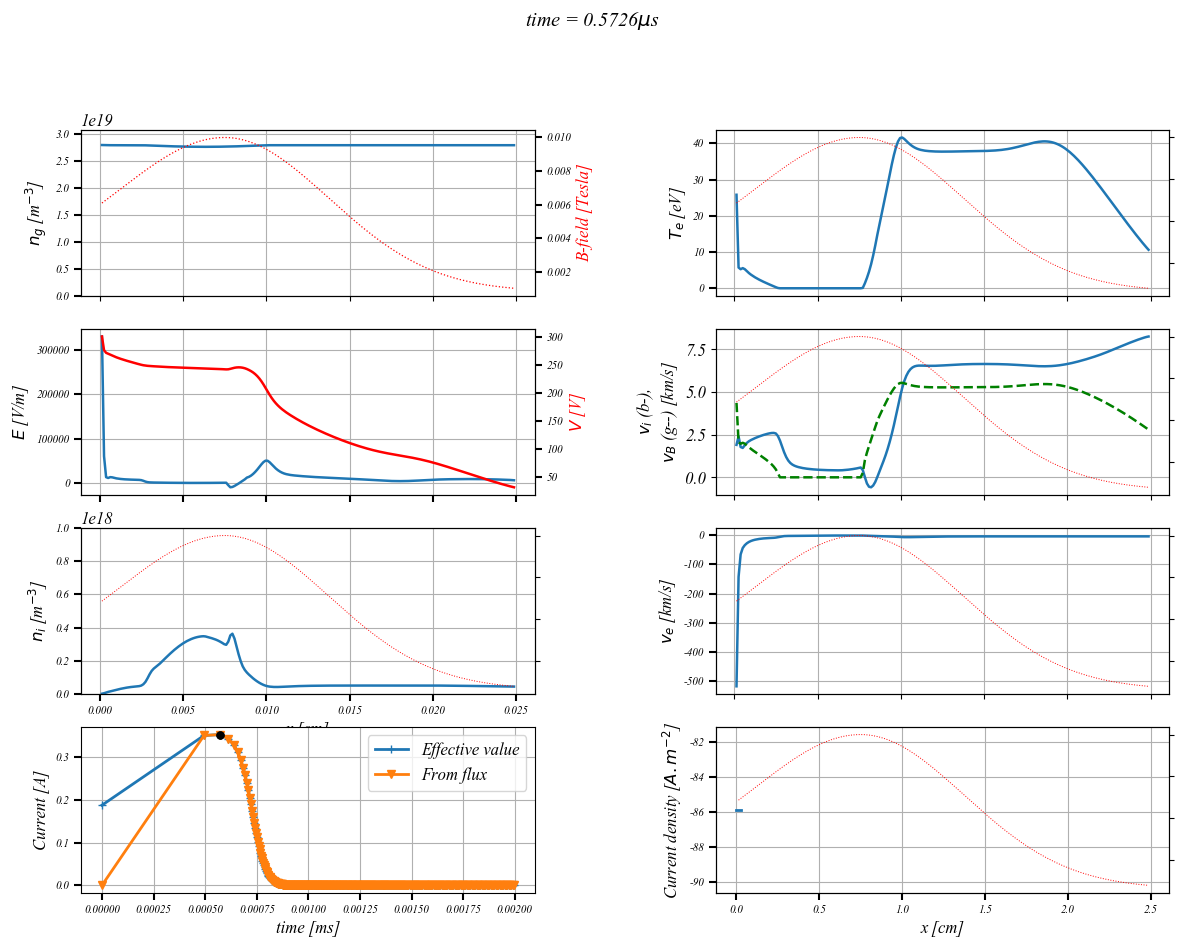 time = 0.5726μs
1e19
3.0
2.5
2.0
1.5
1.0
0.5
0.0
n_g [m^{-3}]
0.010
0.008
0.006
0.004
0.002
B-field [Tesla]
40
30
20
10
0
T_e [eV]
300000
200000
100000
0
E [V/m]
300
250
200
150
100
50
V [V]
7.5
5.0
2.5
0.0
v_i (b-),
v_B (g--) [km/s]
1e18
1.0
0.8
0.6
0.4
0.2
0.0
n_i [m^{-3}]
0.000 0.005 0.010 0.015 0.020 0.025
0
-100
-200
-300
-400
-500
v_e [km/s]
0.3
0.2
0.1
0.0
Current [A]
Effective value
From flux
0.00000 0.00025 0.00050 0.00075 0.00100 0.00125 0.00150 0.00175 0.00200
time [ms]
-82
-84
-86
-88
-90
Current density [A.m^{-2}]
0.0 0.5 1.0 1.5 2.0 2.5
x [cm]